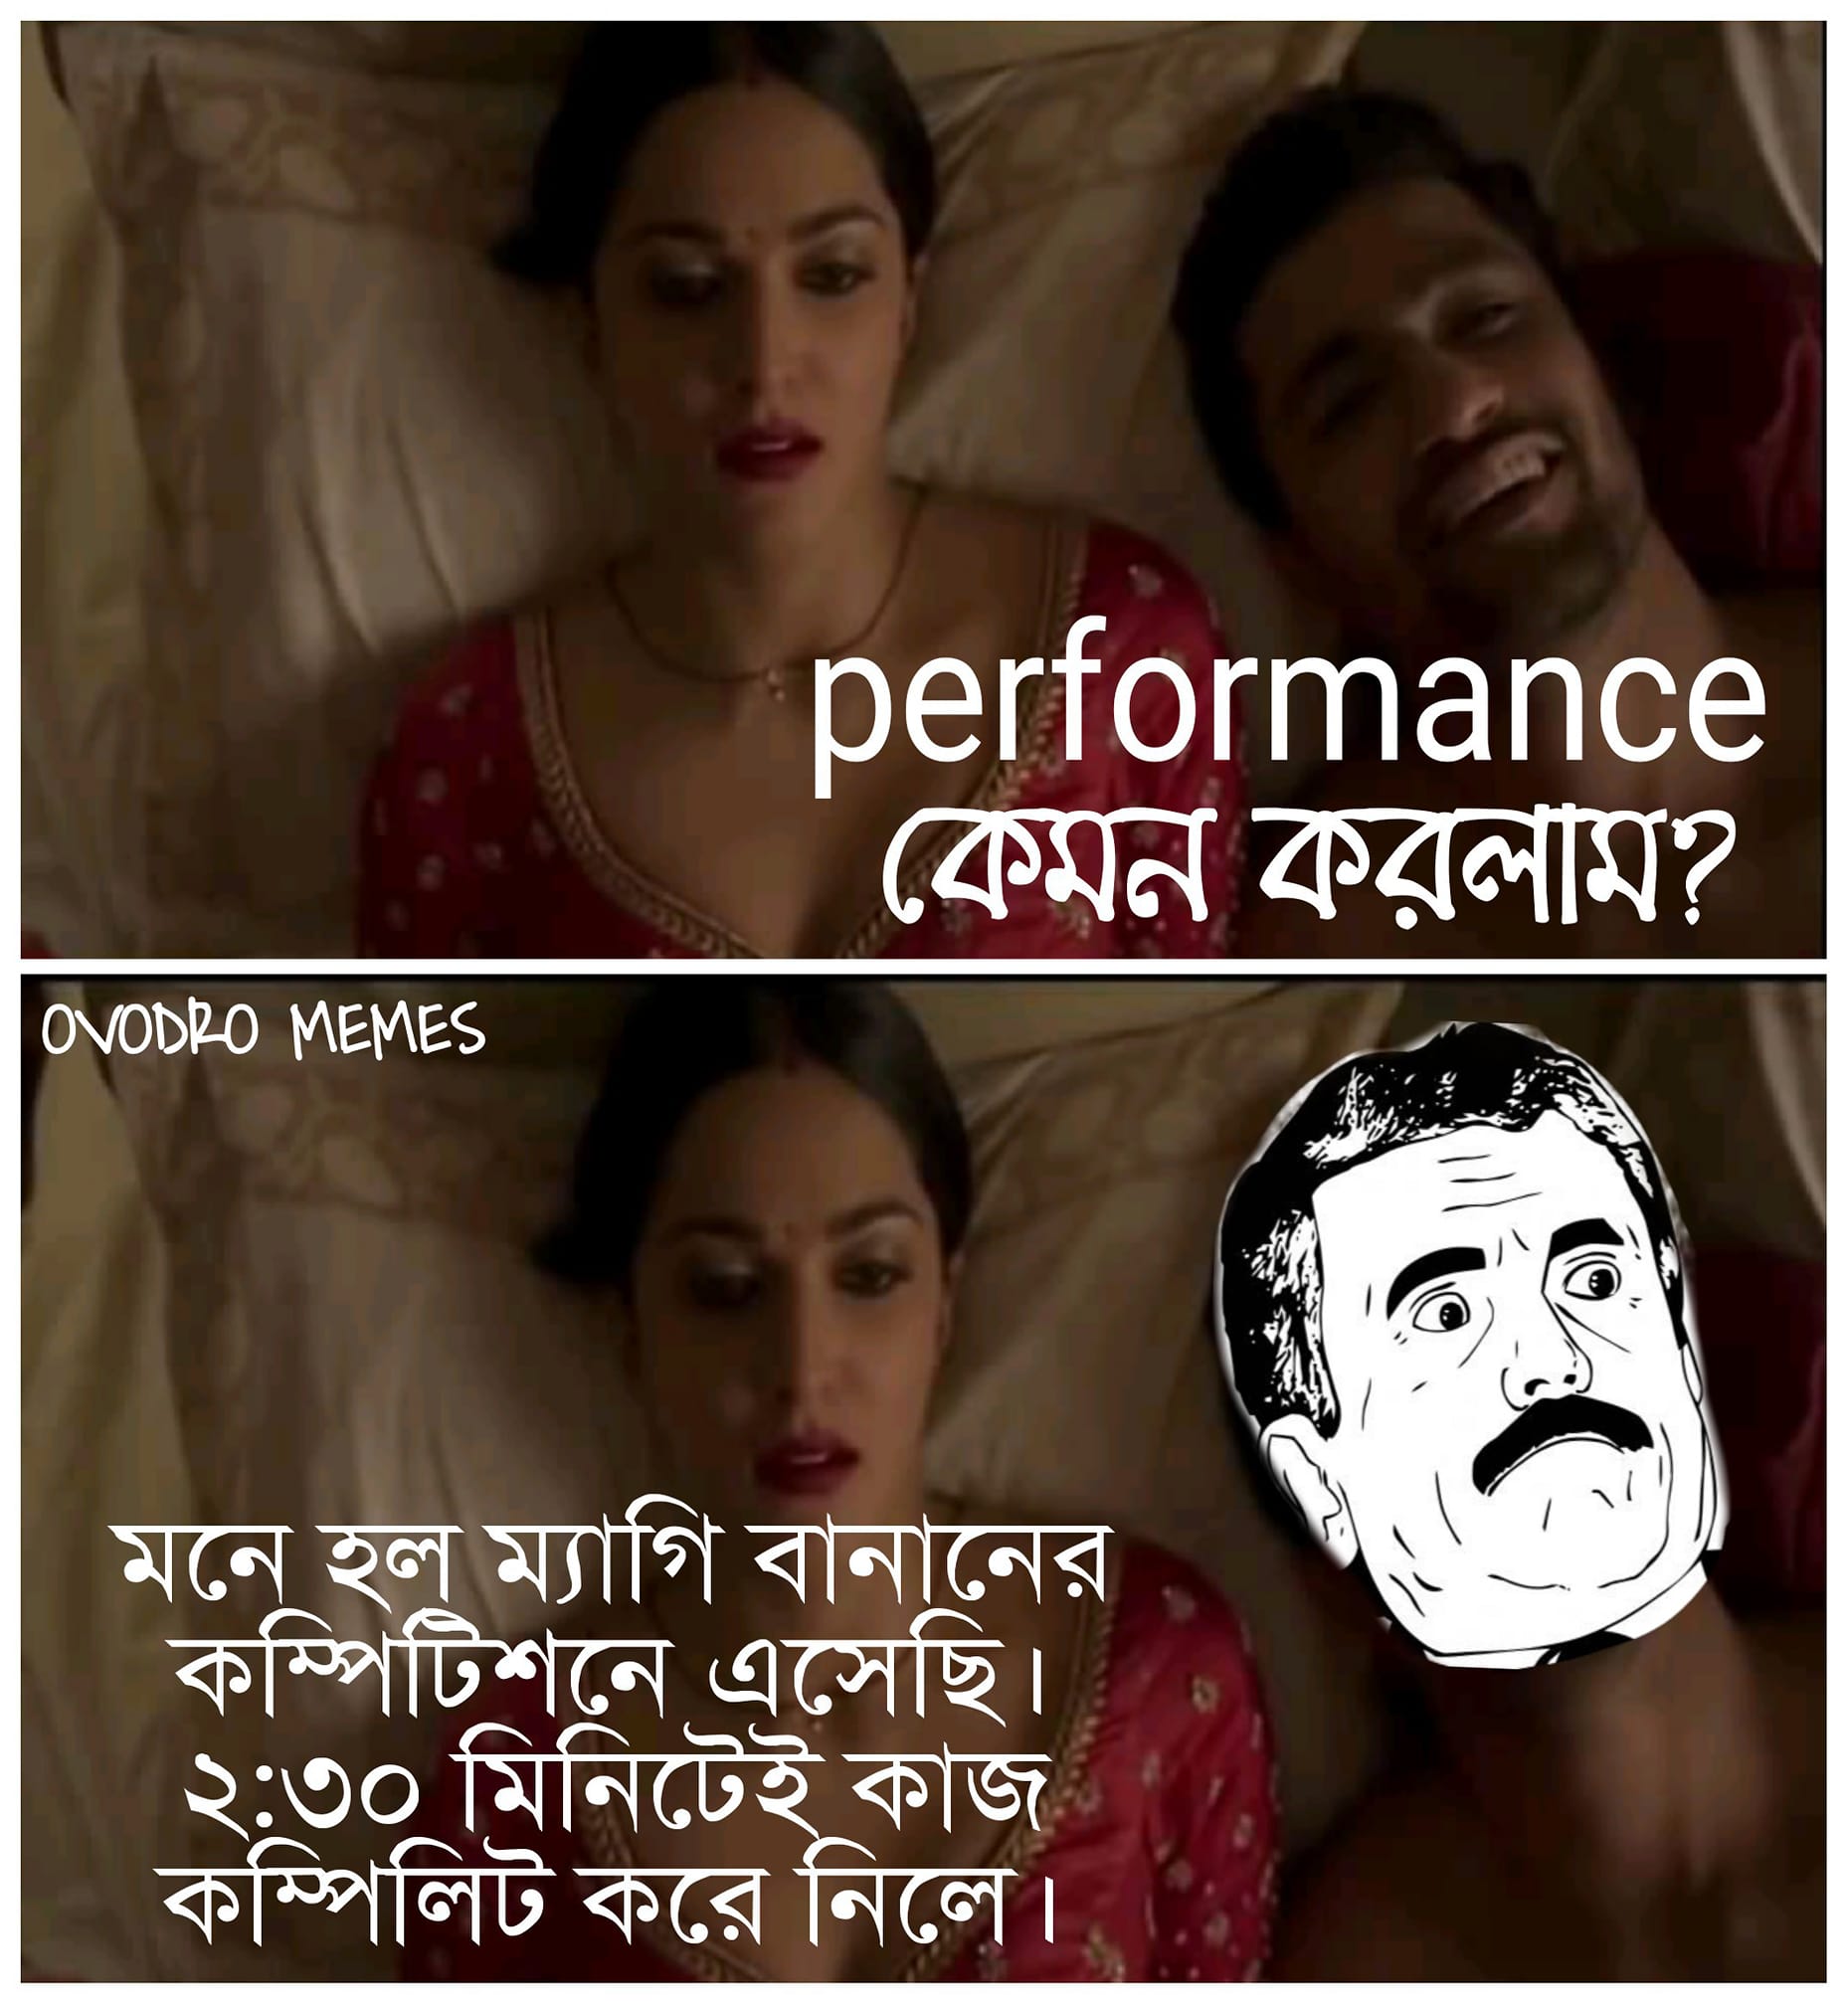 performance
কেমন করলাম?
OVODRO MEMES
মনে হল ম্যাগি বানানের
কম্পিটিশনে এসেছি।
২:৩০ মিনিটেই কাজ
কম্পিলিট করে নিলে।